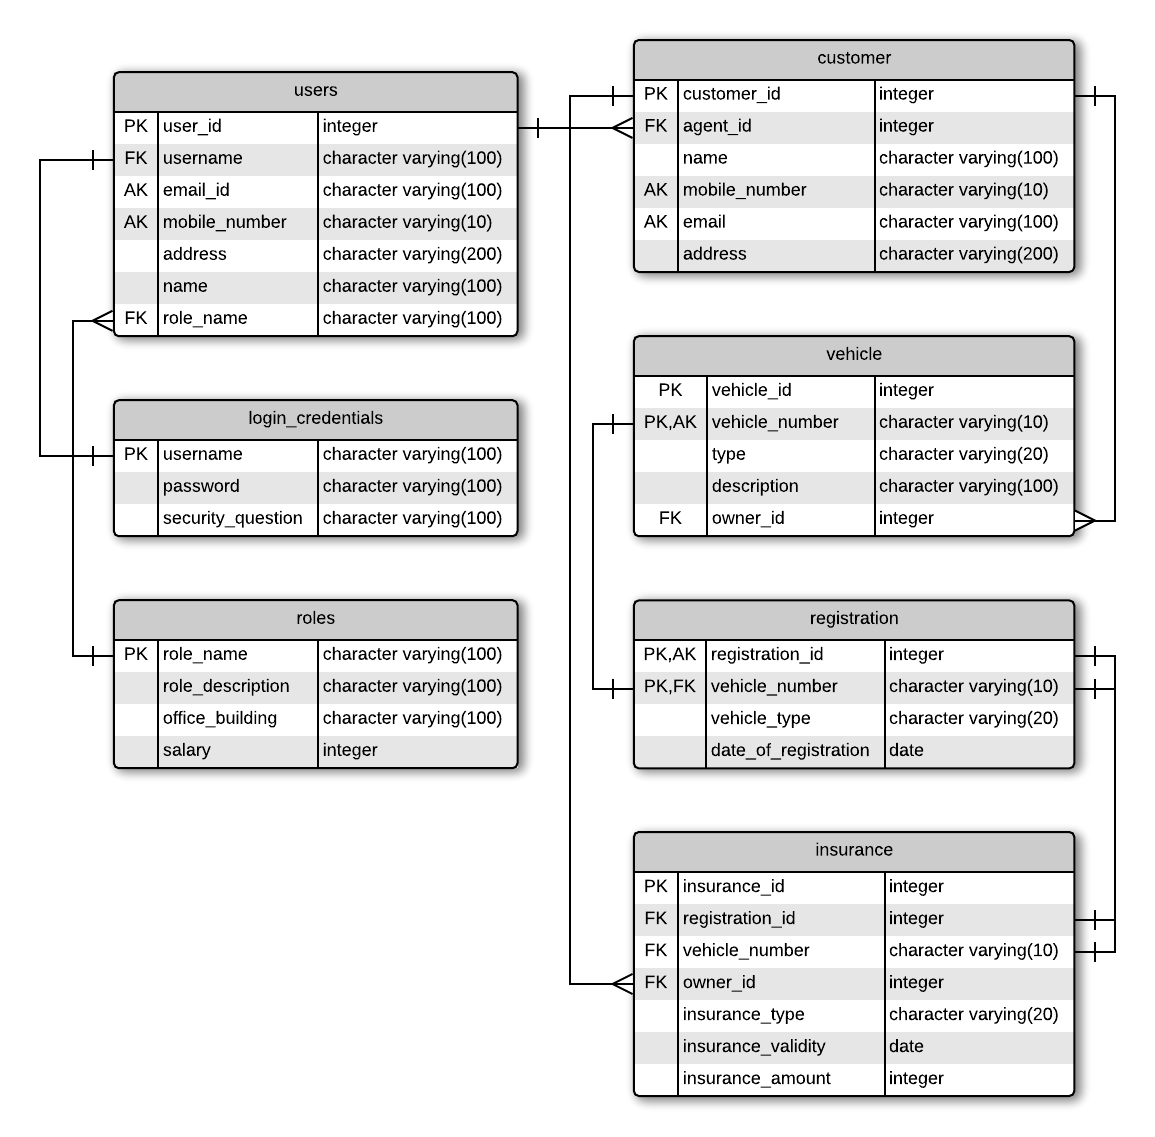 users
PK user_id integer
FK username character varying(100)
AK email_id character varying(100)
AK mobile_number character varying(10)
address character varying(200)
name character varying(100)
FK role_name character varying(100)
login_credentials
PK username character varying(100)
password character varying(100)
security_question character varying(100)
roles
PK role_name character varying(100)
role_description character varying(100)
office_building character varying(100)
salary integer
customer
PK customer_id integer
FK agent_id integer
name character varying(100)
AK mobile_number character varying(10)
AK email character varying(100)
address character varying(200)
vehicle
PK vehicle_id integer
PK,AK vehicle_number character varying(10)
type character varying(20)
description character varying(100)
FK owner_id integer
registration
PK,AK registration_id integer
PK,FK vehicle_number character varying(10)
vehicle_type character varying(20)
date_of_registration date
insurance
PK insurance_id integer
FK registration_id integer
FK vehicle_number character varying(10)
FK owner_id integer
insurance_type character varying(20)
insurance_validity date
insurance_amount integer